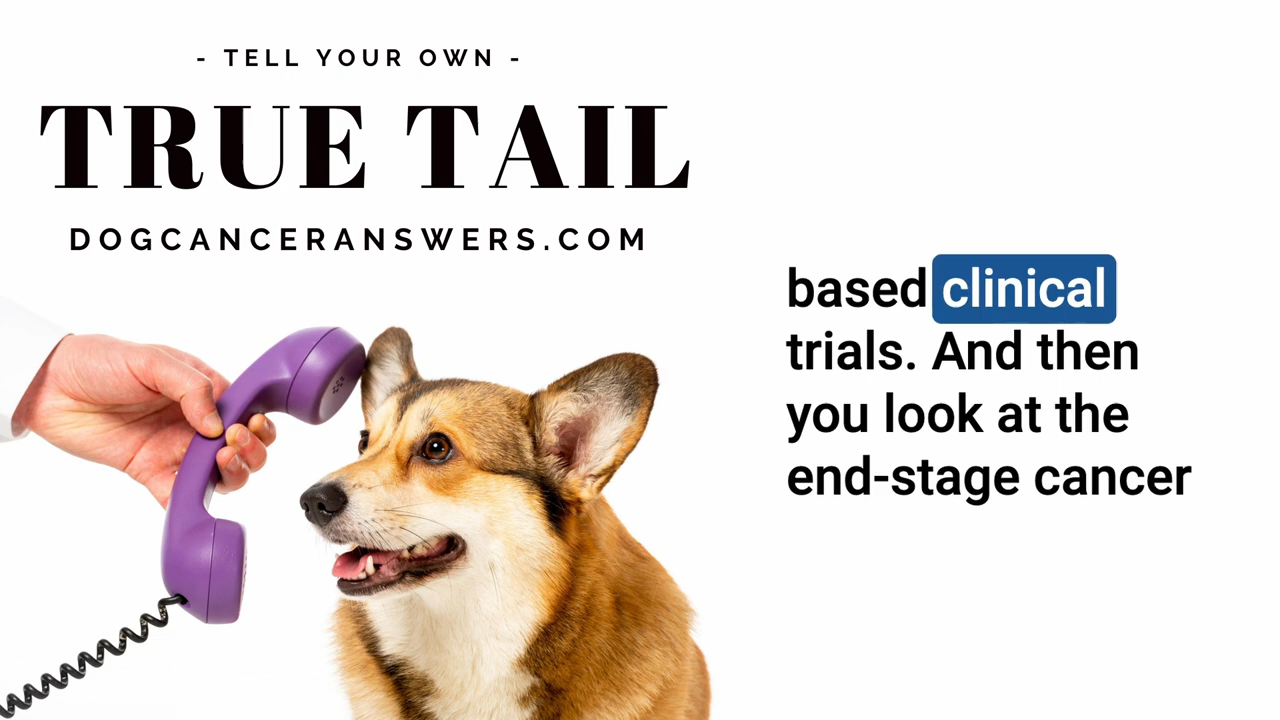 - TELL YOUR OWN -
TRUE TAIL
DOGCANCERANSWERS.COM
based clinical
trials. And then
you look at the
end-stage cancer